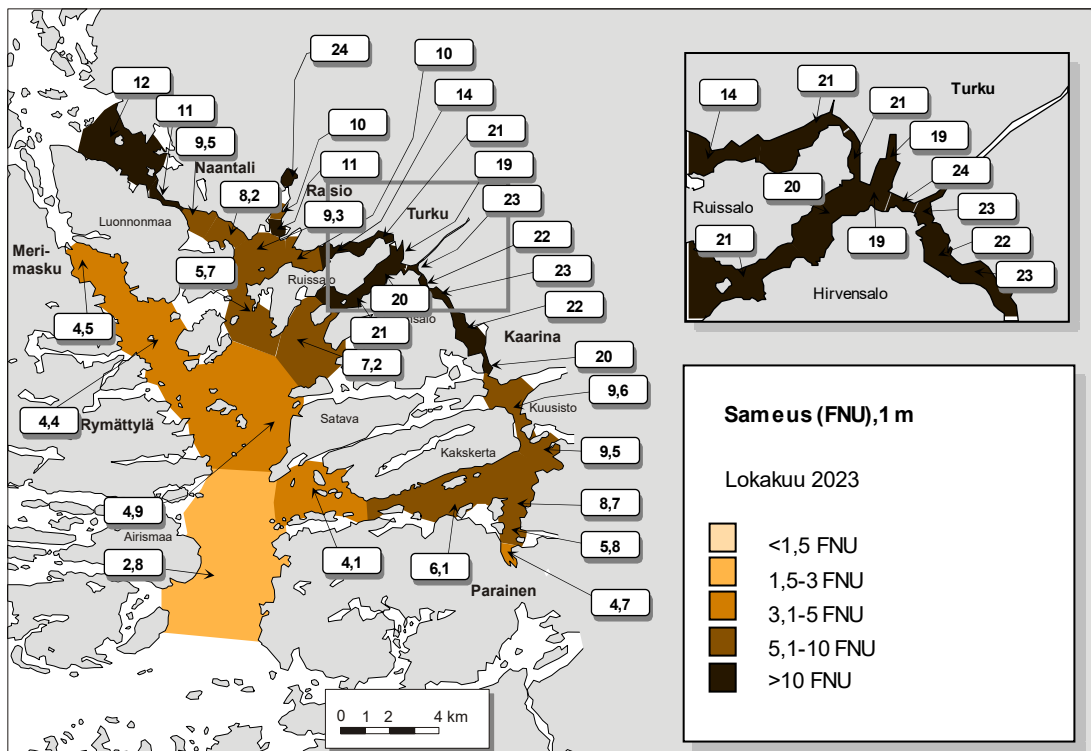 24
10
12
14
11
21
9,5
10
Naantali
19
11
8,2
Raisio
23
9,3
Turku
Luonnonmaa
22
Meri-
masku
5,7
Ruissalo
23
20
4,5
21
22
Kaarina
7,2
20
4,4
Rymättylä
Satava
9,6
Kuusisto
Kakskerta
9,5
4,9
8,7
Airismaa
2,8
4,1
6,1
5,8
Parainen
4,7
0 1 2 4 km
21
21
Turku
14
19
20
24
Ruissalo
23
21
19
22
Hirvensalo
23
Sameus (FNU),1 m
Lokakuu 2023
<1,5 FNU
1,5-3 FNU
3,1-5 FNU
5,1-10 FNU
>10 FNU